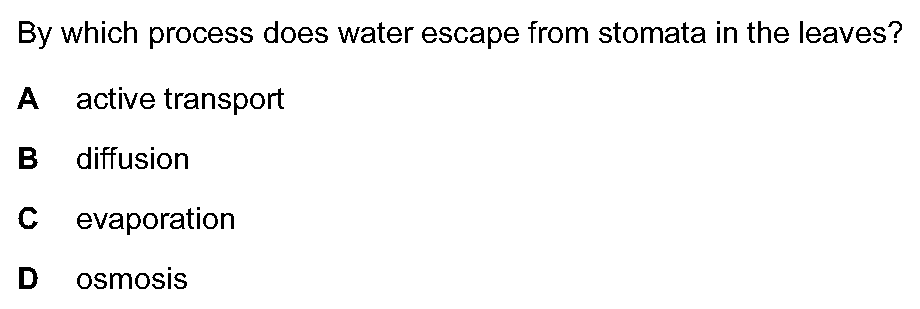 By which process does water escape from stomata in the leaves?
A active transport
B diffusion
C evaporation
D osmosis